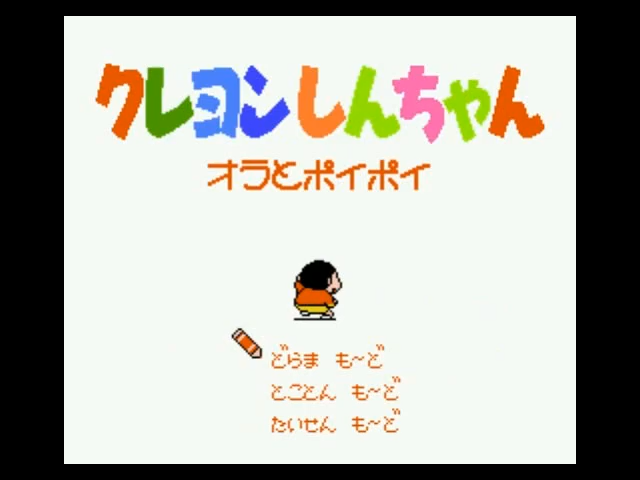 クレヨンしんちゃん
オラとポイポイ
どらま も～ど
とことん も～ど
たいせん も～ど